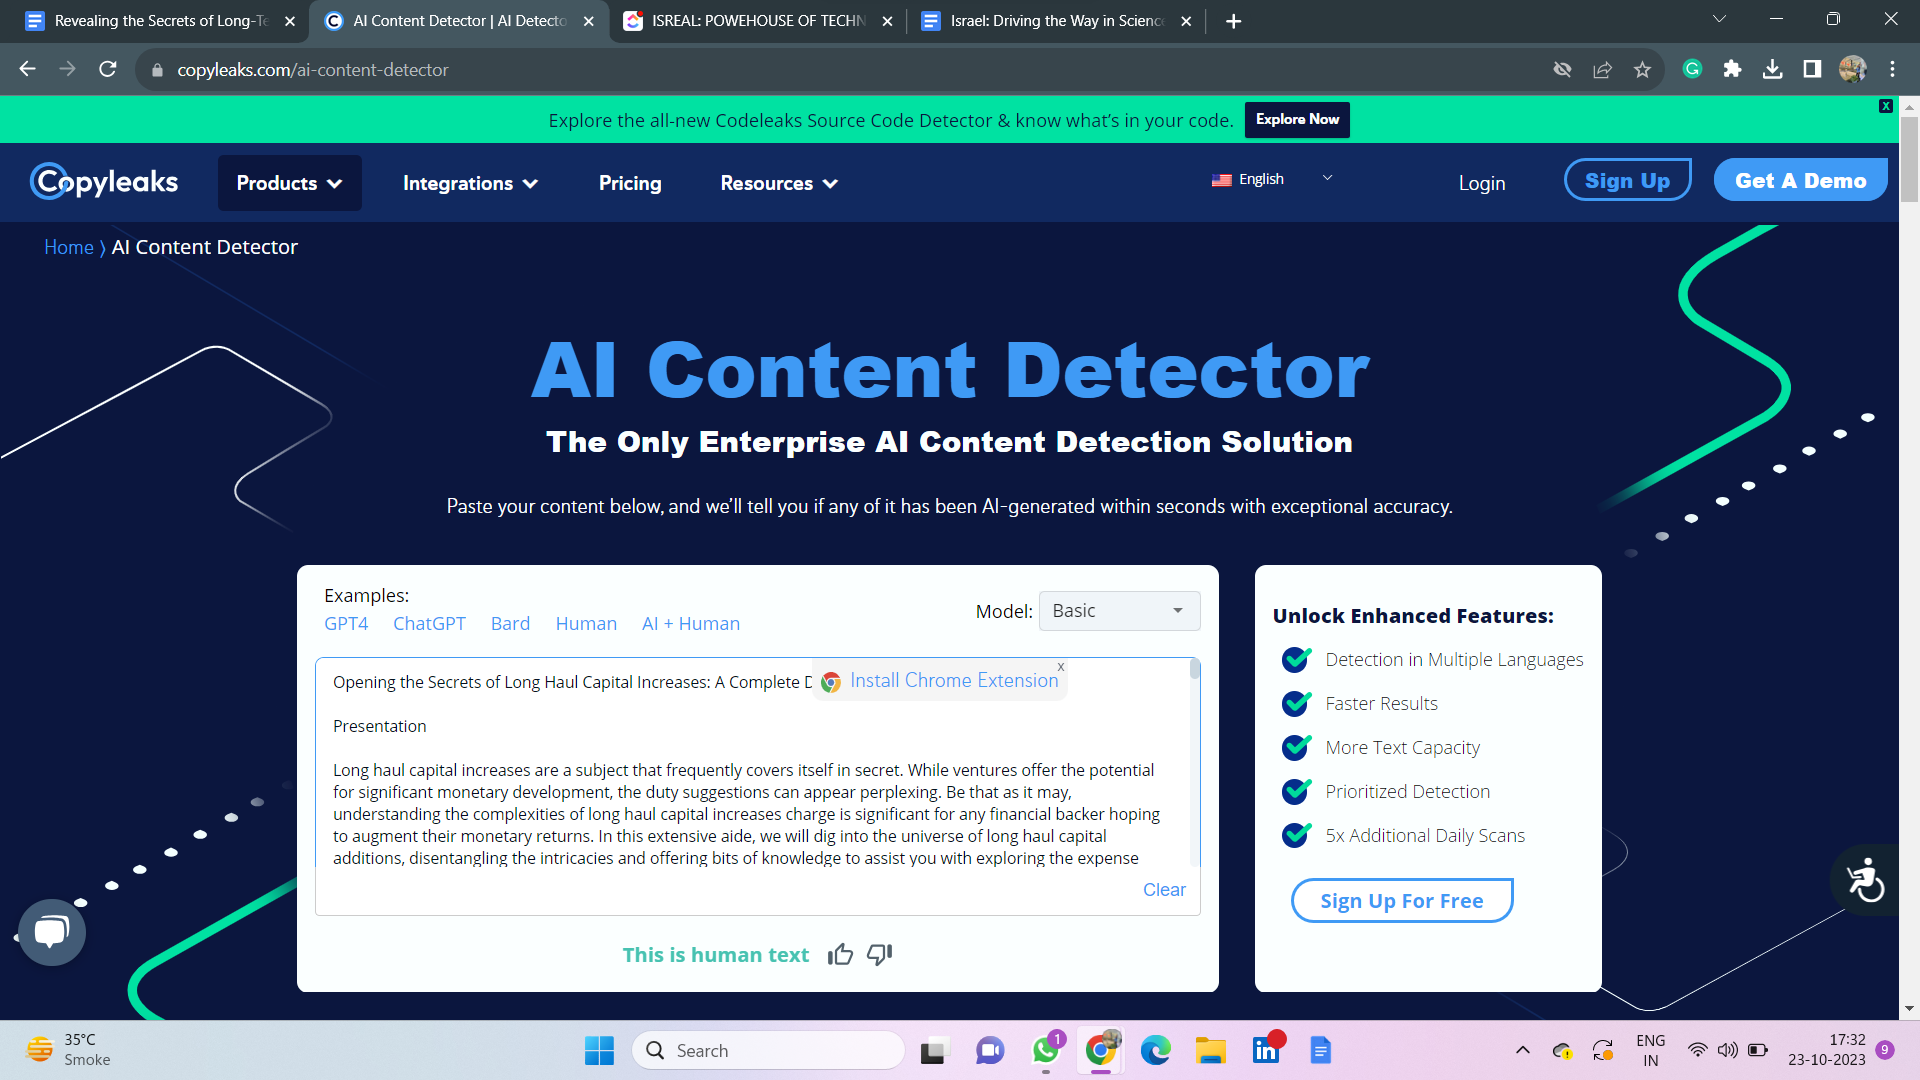 Revealing the Secrets of Long-Te
AI Content Detector | AI Detecto
ISREAL: POWEHOUSE OF TECHN
Israel: Driving the Way in Science
copyleaks.com/ai-content-detector
Explore the all-new Codeleaks Source Code Detector & know what's in your code.
Explore Now
X
Copyleaks
Products
Integrations
Pricing
Resources
English
Login
Sign Up
Get A Demo
Home ⟩ AI Content Detector
AI Content Detector
The Only Enterprise AI Content Detection Solution
Paste your content below, and we'll tell you if any of it has been AI-generated within seconds with exceptional accuracy.
Examples:
GPT4 ChatGPT Bard Human AI + Human
Model: Basic
Opening the Secrets of Long Haul Capital Increases: A Complete D
Install Chrome Extension
x
Presentation
Long haul capital increases are a subject that frequently covers itself in secret. While ventures offer the potential
for significant monetary development, the duty suggestions can appear perplexing. Be that as it may,
understanding the complexities of long haul capital increases charge is significant for any financial backer hoping
to augment their monetary returns. In this extensive aide, we will dig into the universe of long haul capital
additions, disentangling the intricacies and offering bits of knowledge to assist you with exploring the expense
Clear
This is human text
Unlock Enhanced Features:
Detection in Multiple Languages
Faster Results
More Text Capacity
Prioritized Detection
5x Additional Daily Scans
Sign Up For Free
35°C
Smoke
Search
1
ENG
IN
17:32
23-10-2023
9